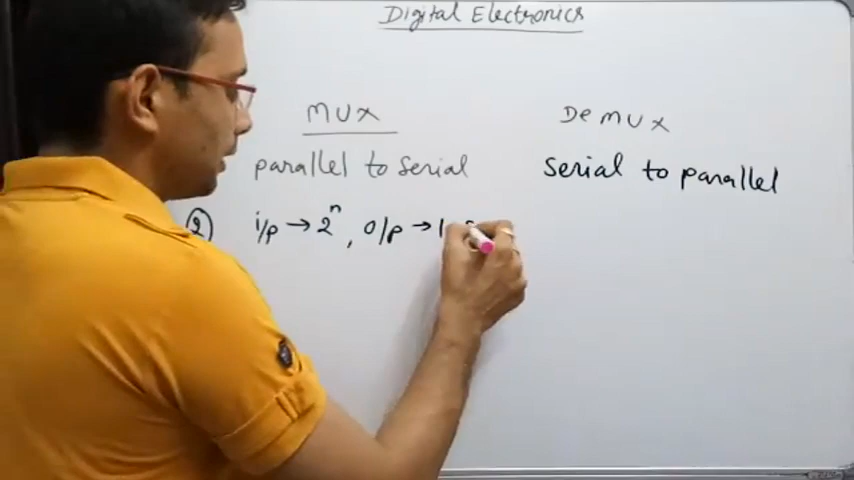 Digital Electronics
MUX
DeMUX
parallel to Serial
Serial to parallel
② i/p → 2ⁿ, o/p → 1